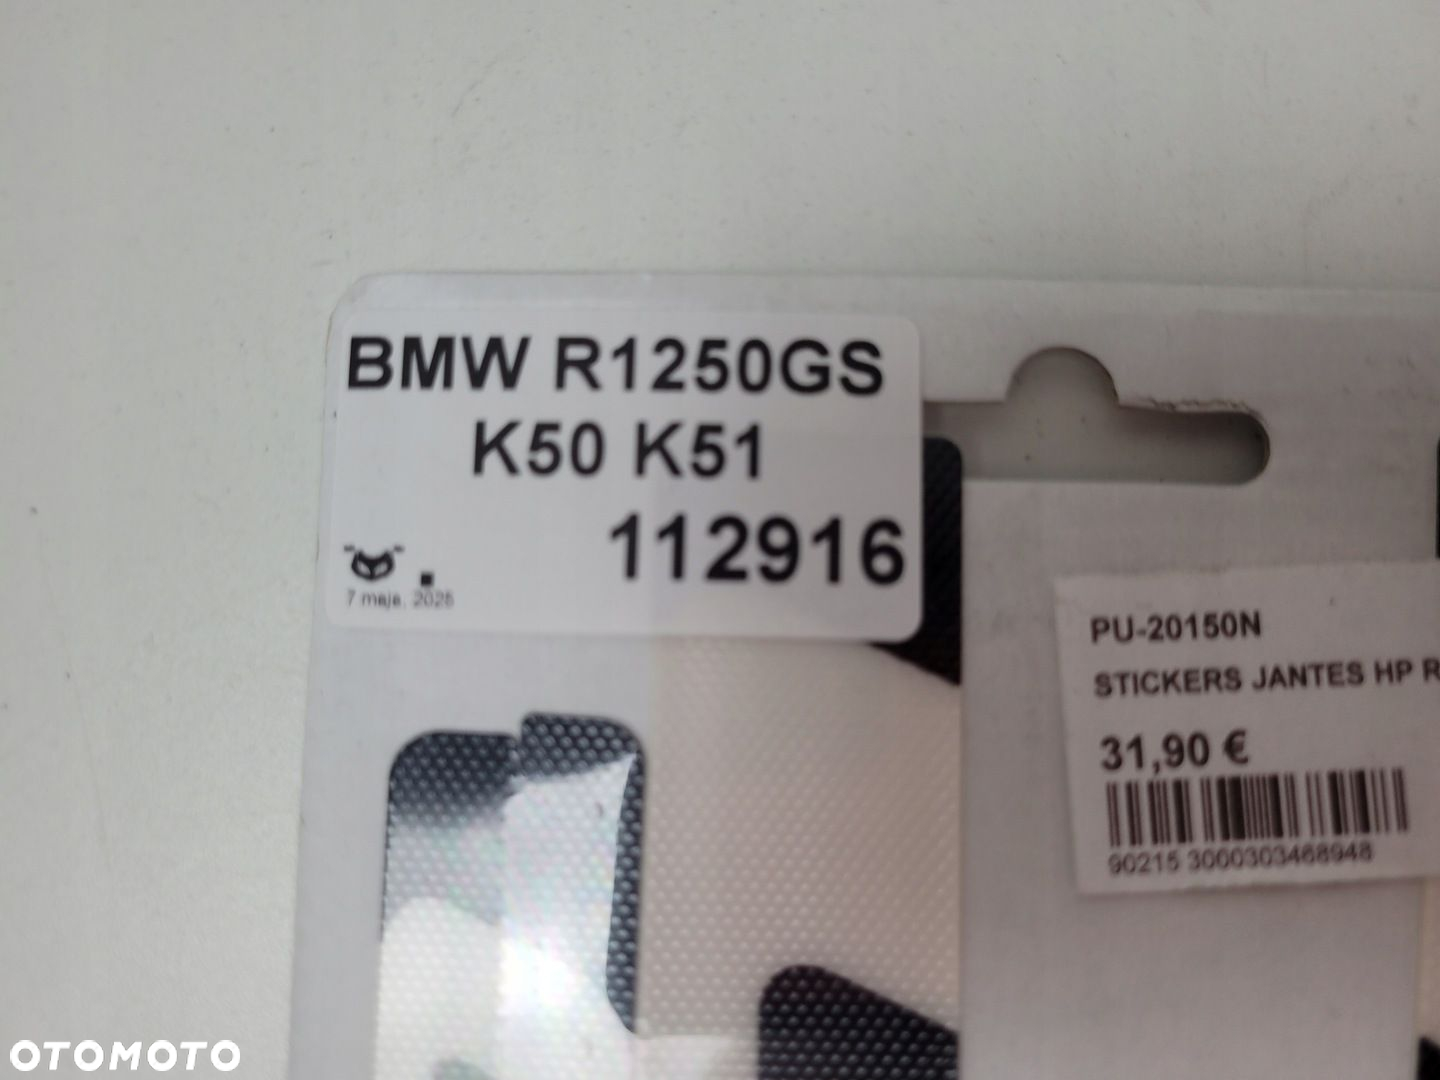 BMW R1250GS
K50 K51
112916
7 maja, 2025
PU-20150N
STICKERS JANTES HP R
31,90 €
90215 3000303468948
OTOMOTO